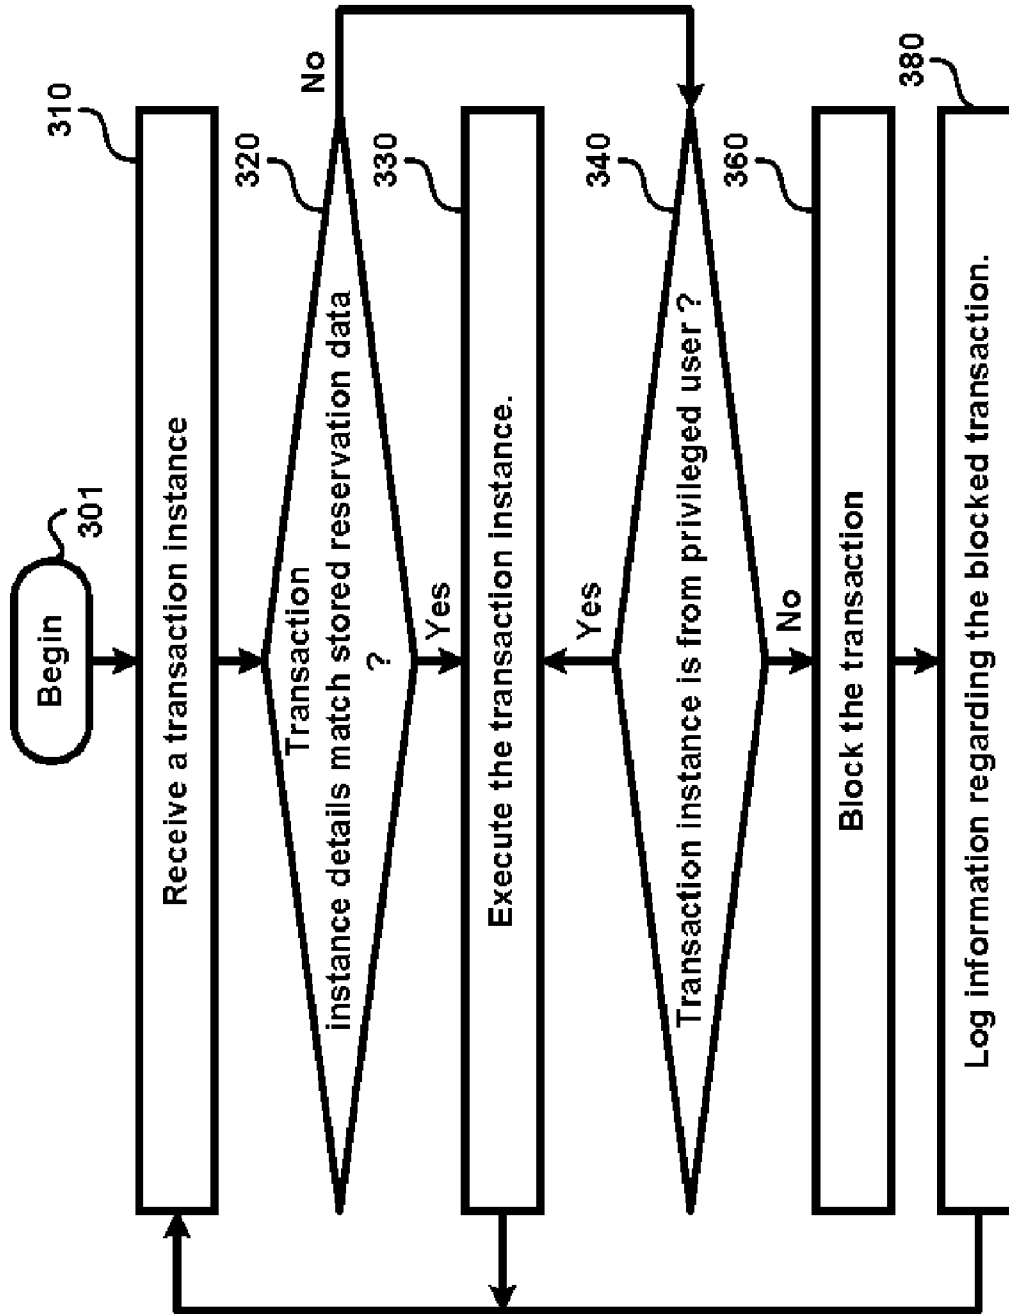 Begin
301
310
Receive a transaction instance
320
Transaction
instance details match stored reservation data
?
No
Yes
330
Execute the transaction instance.
Yes
340
Transaction instance is from privileged user ?
No
360
Block the transaction
380
Log information regarding the blocked transaction.